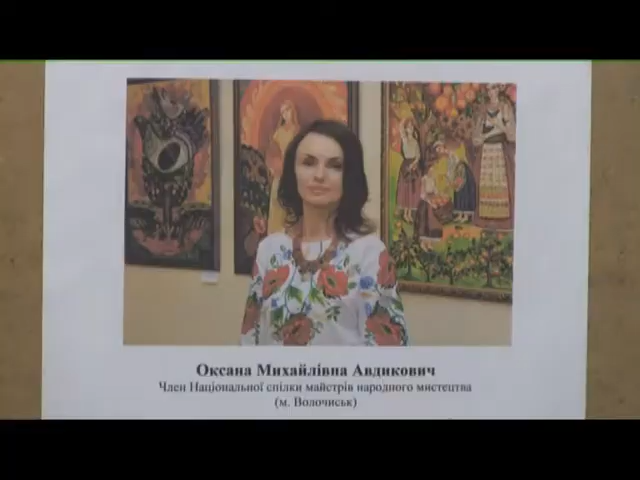 Оксана Михайлівна Авдикович
Член Національної спілки майстрів народного мистецтва
(м. Волочиськ)